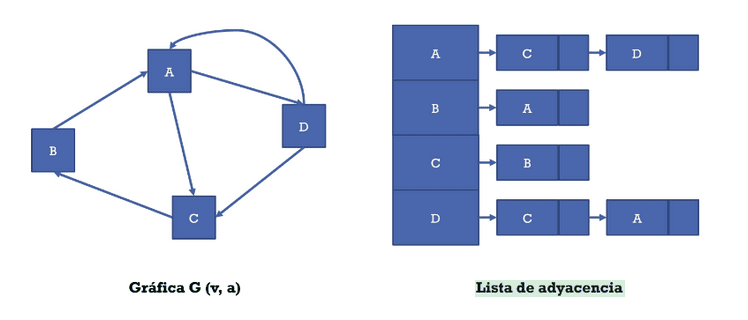 A
D
B
C
A C D
B A
C B
D C A
Gráfica G (v, a)
Lista de adyacencia